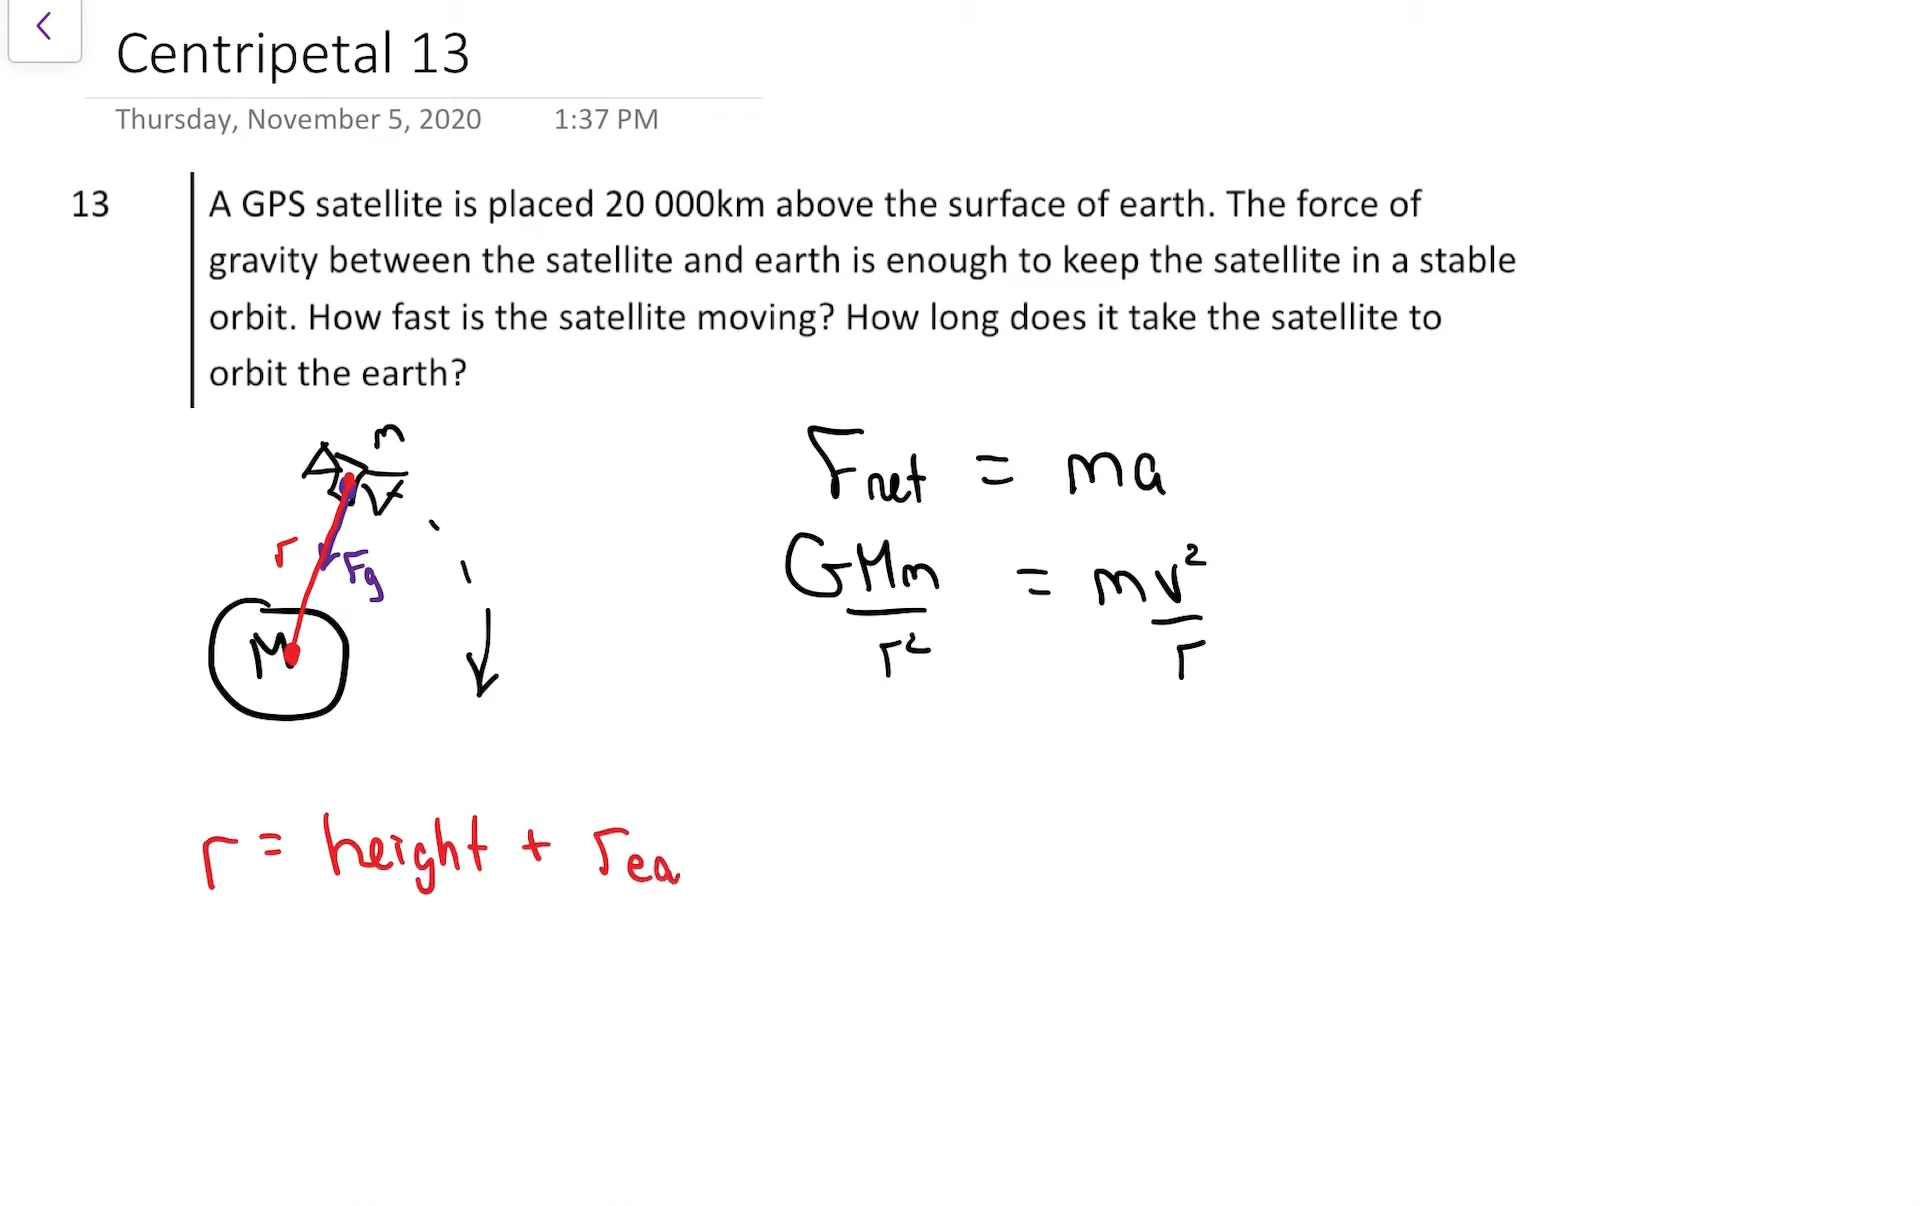 Centripetal 13
Thursday, November 5, 2020 1:37 PM
13 A GPS satellite is placed 20 000km above the surface of earth. The force of
gravity between the satellite and earth is enough to keep the satellite in a stable
orbit. How fast is the satellite moving? How long does it take the satellite to
orbit the earth?
m
r
Fg
M
Fnet = ma
GMm/r² = mv²/r
r = height + rea